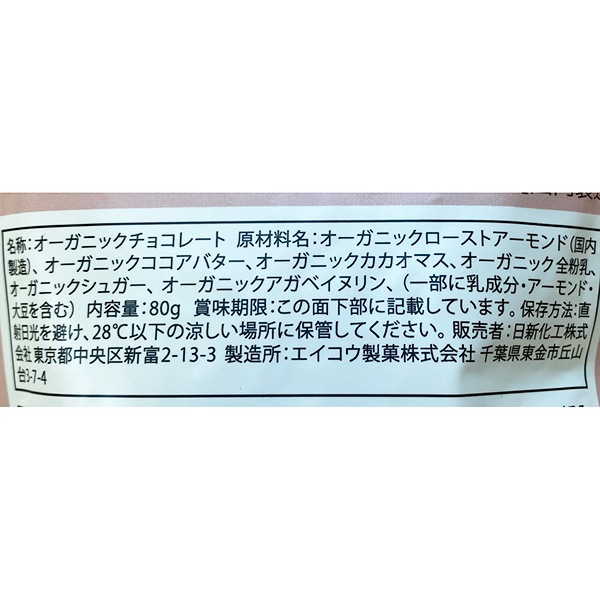 名称:オーガニックチョコレート 原材料名:オーガニックローストアーモンド(国内
製造)、オーガニックココアバター、オーガニックカカオマス、オーガニック全粉乳、
オーガニックシュガー、オーガニックアガベイヌリン、(一部に乳成分・アーモンド・
大豆を含む) 内容量:80g 賞味期限:この面下部に記載しています。保存方法:直
射日光を避け、28℃以下の涼しい場所に保管してください。販売者:日新化工株式
会社 東京都中央区新富2-13-3 製造所:エイコウ製菓株式会社 千葉県東金市丘山
台3-7-4